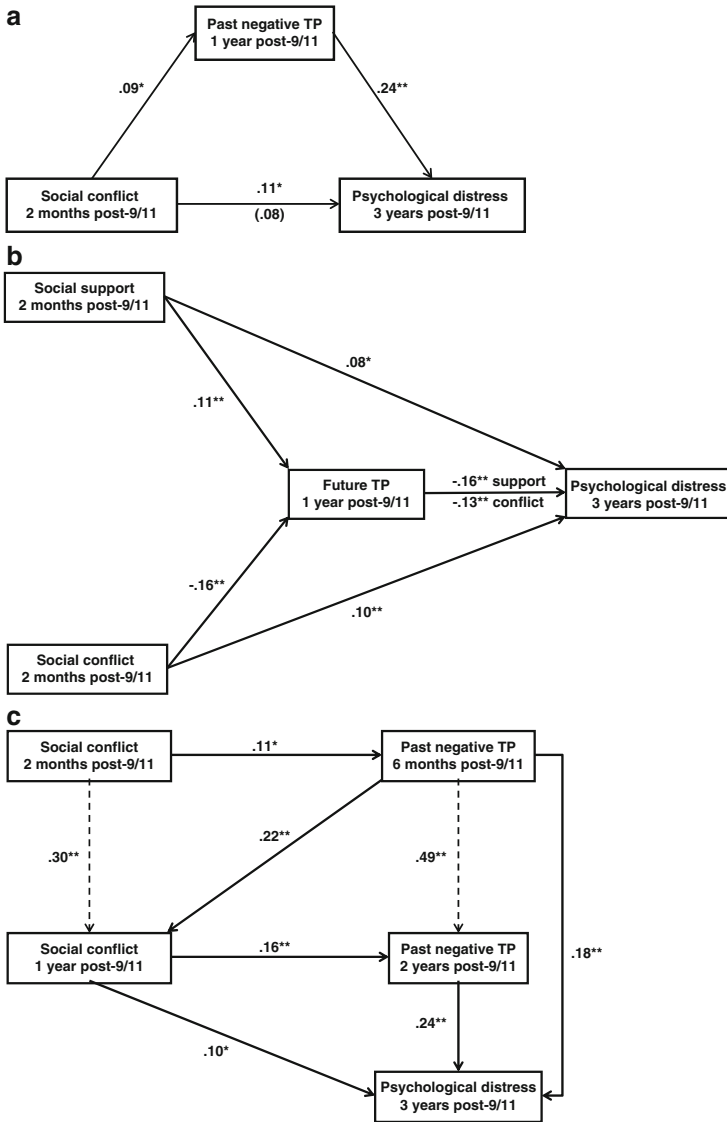 a
Past negative TP
1 year post-9/11
.09*
.24**
Social conflict
2 months post-9/11
.11*
(.08)
Psychological distress
3 years post-9/11
b
Social support
2 months post-9/11
.08*
.11**
Future TP
1 year post-9/11
-.16** support
-.13** conflict
Psychological distress
3 years post-9/11
-.16**
.10**
Social conflict
2 months post-9/11
c
Social conflict
2 months post-9/11
.11*
Past negative TP
6 months post-9/11
.30**
.22**
.49**
.18**
Social conflict
1 year post-9/11
.16**
Past negative TP
2 years post-9/11
.24**
.10*
Psychological distress
3 years post-9/11